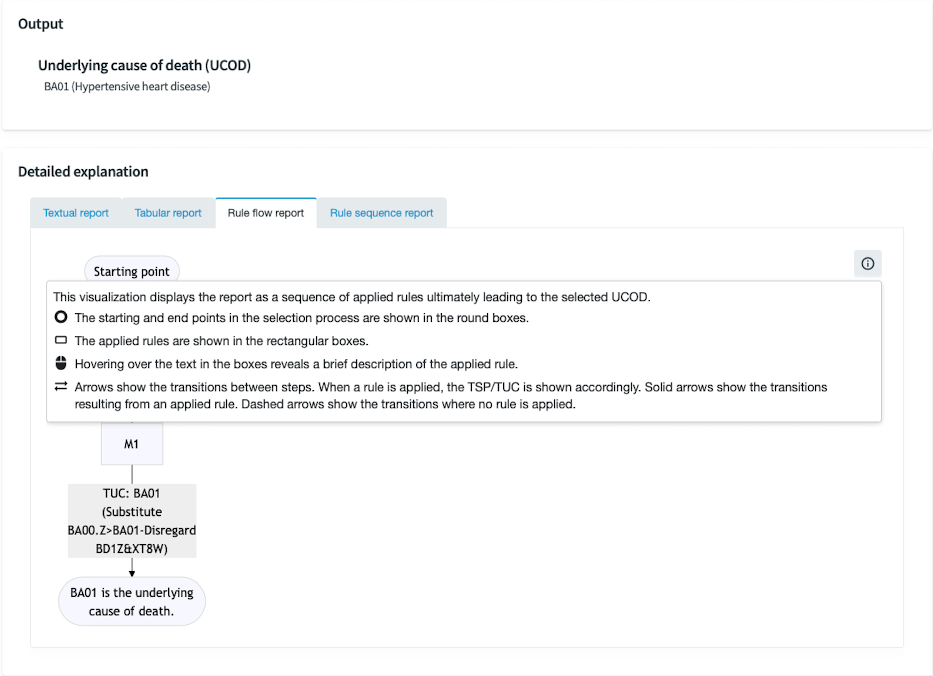 Output
Underlying cause of death (UCOD)
BA01 (Hypertensive heart disease)
Detailed explanation
Textual report
Tabular report
Rule flow report
Rule sequence report
Starting point
This visualization displays the report as a sequence of applied rules ultimately leading to the selected UCOD.
The starting and end points in the selection process are shown in the round boxes.
The applied rules are shown in the rectangular boxes.
Hovering over the text in the boxes reveals a brief description of the applied rule.
Arrows show the transitions between steps. When a rule is applied, the TSP/TUC is shown accordingly. Solid arrows show the transitions
resulting from an applied rule. Dashed arrows show the transitions where no rule is applied.
M1
TUC: BA01
(Substitute
BA00.Z>BA01-Disregard
BD1Z&XT8W)
BA01 is the underlying
cause of death.